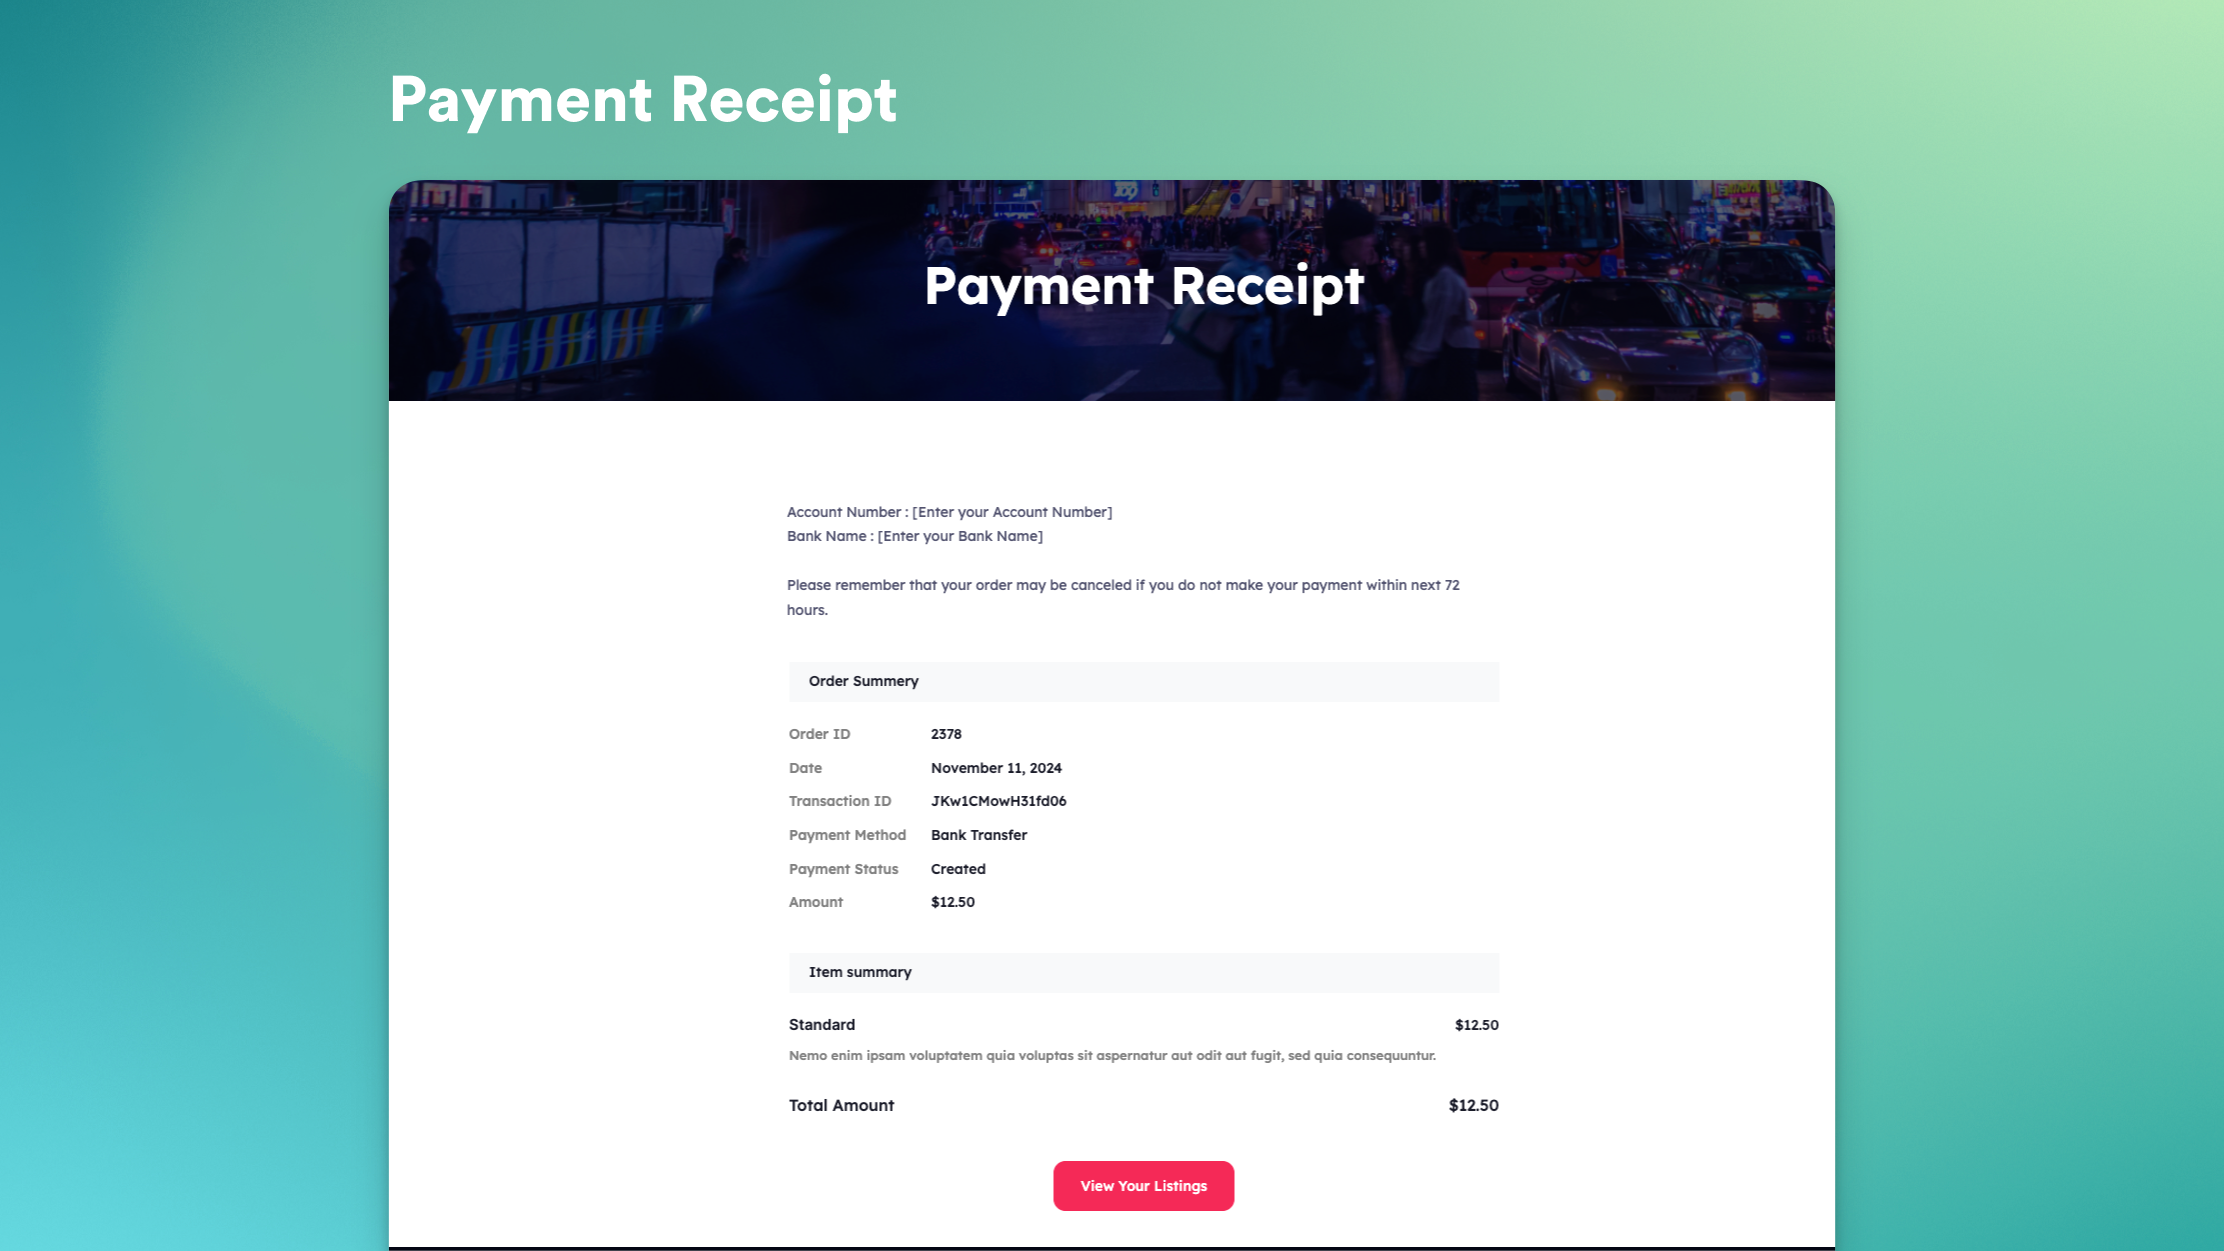 Payment Receipt
Payment Receipt
Account Number : [Enter your Account Number]
Bank Name : [Enter your Bank Name]
Please remember that your order may be canceled if you do not make your payment within next 72
hours.
Order Summery
Order ID 2378
Date November 11, 2024
Transaction ID JKw1CMowH31fd06
Payment Method Bank Transfer
Payment Status Created
Amount $12.50
Item summary
Standard $12.50
Nemo enim ipsam voluptatem quia voluptas sit aspernatur aut odit aut fugit, sed quia consequuntur.
Total Amount $12.50
View Your Listings